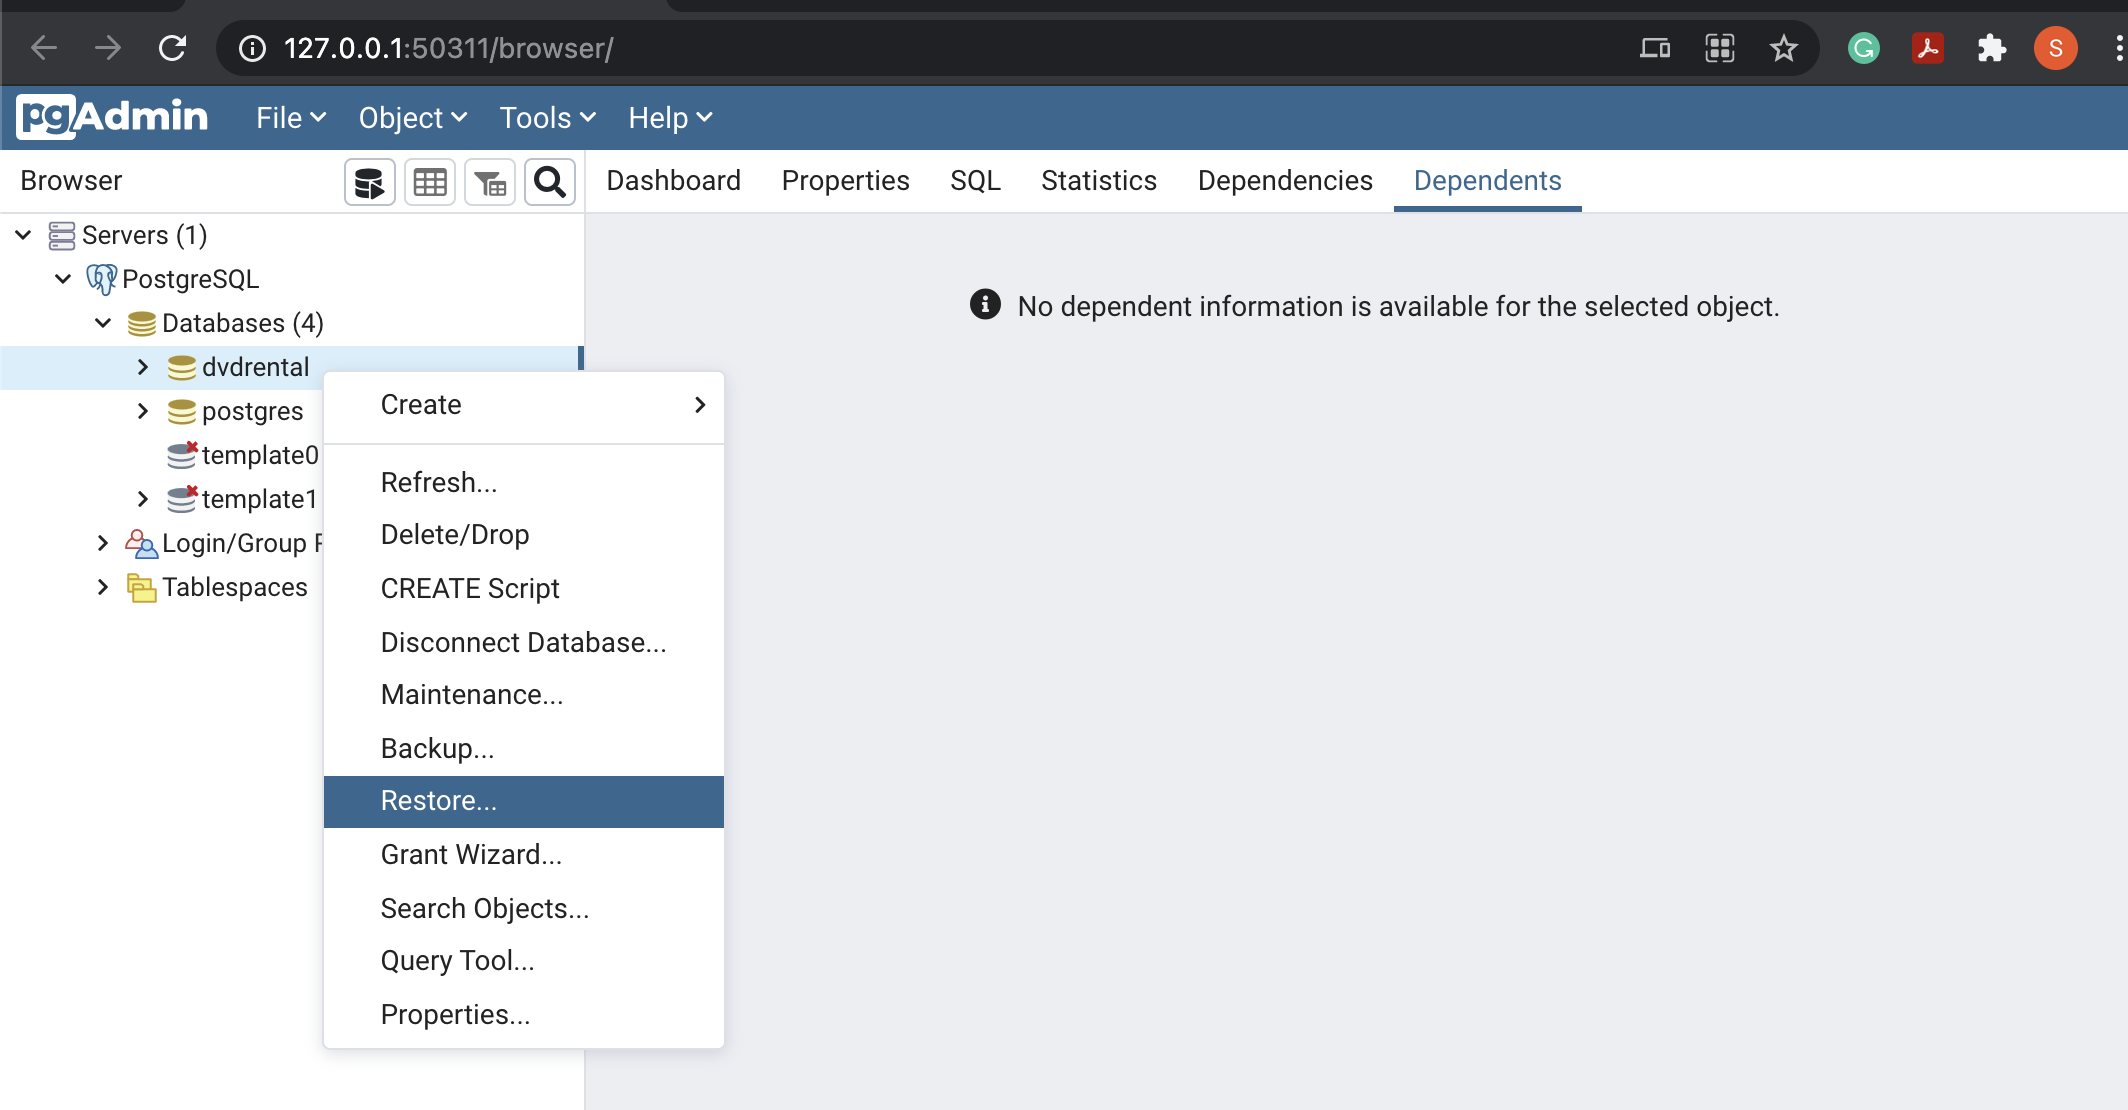 127.0.0.1:50311/browser/
S
pgAdmin File Object Tools Help
Browser Dashboard Properties SQL Statistics Dependencies Dependents
Servers (1)
PostgreSQL
Databases (4)
dvdrental
postgres
template0
template1
Login/Group
Tablespaces
Create
Refresh...
Delete/Drop
CREATE Script
Disconnect Database...
Maintenance...
Backup...
Restore...
Grant Wizard...
Search Objects...
Query Tool...
Properties...
No dependent information is available for the selected object.